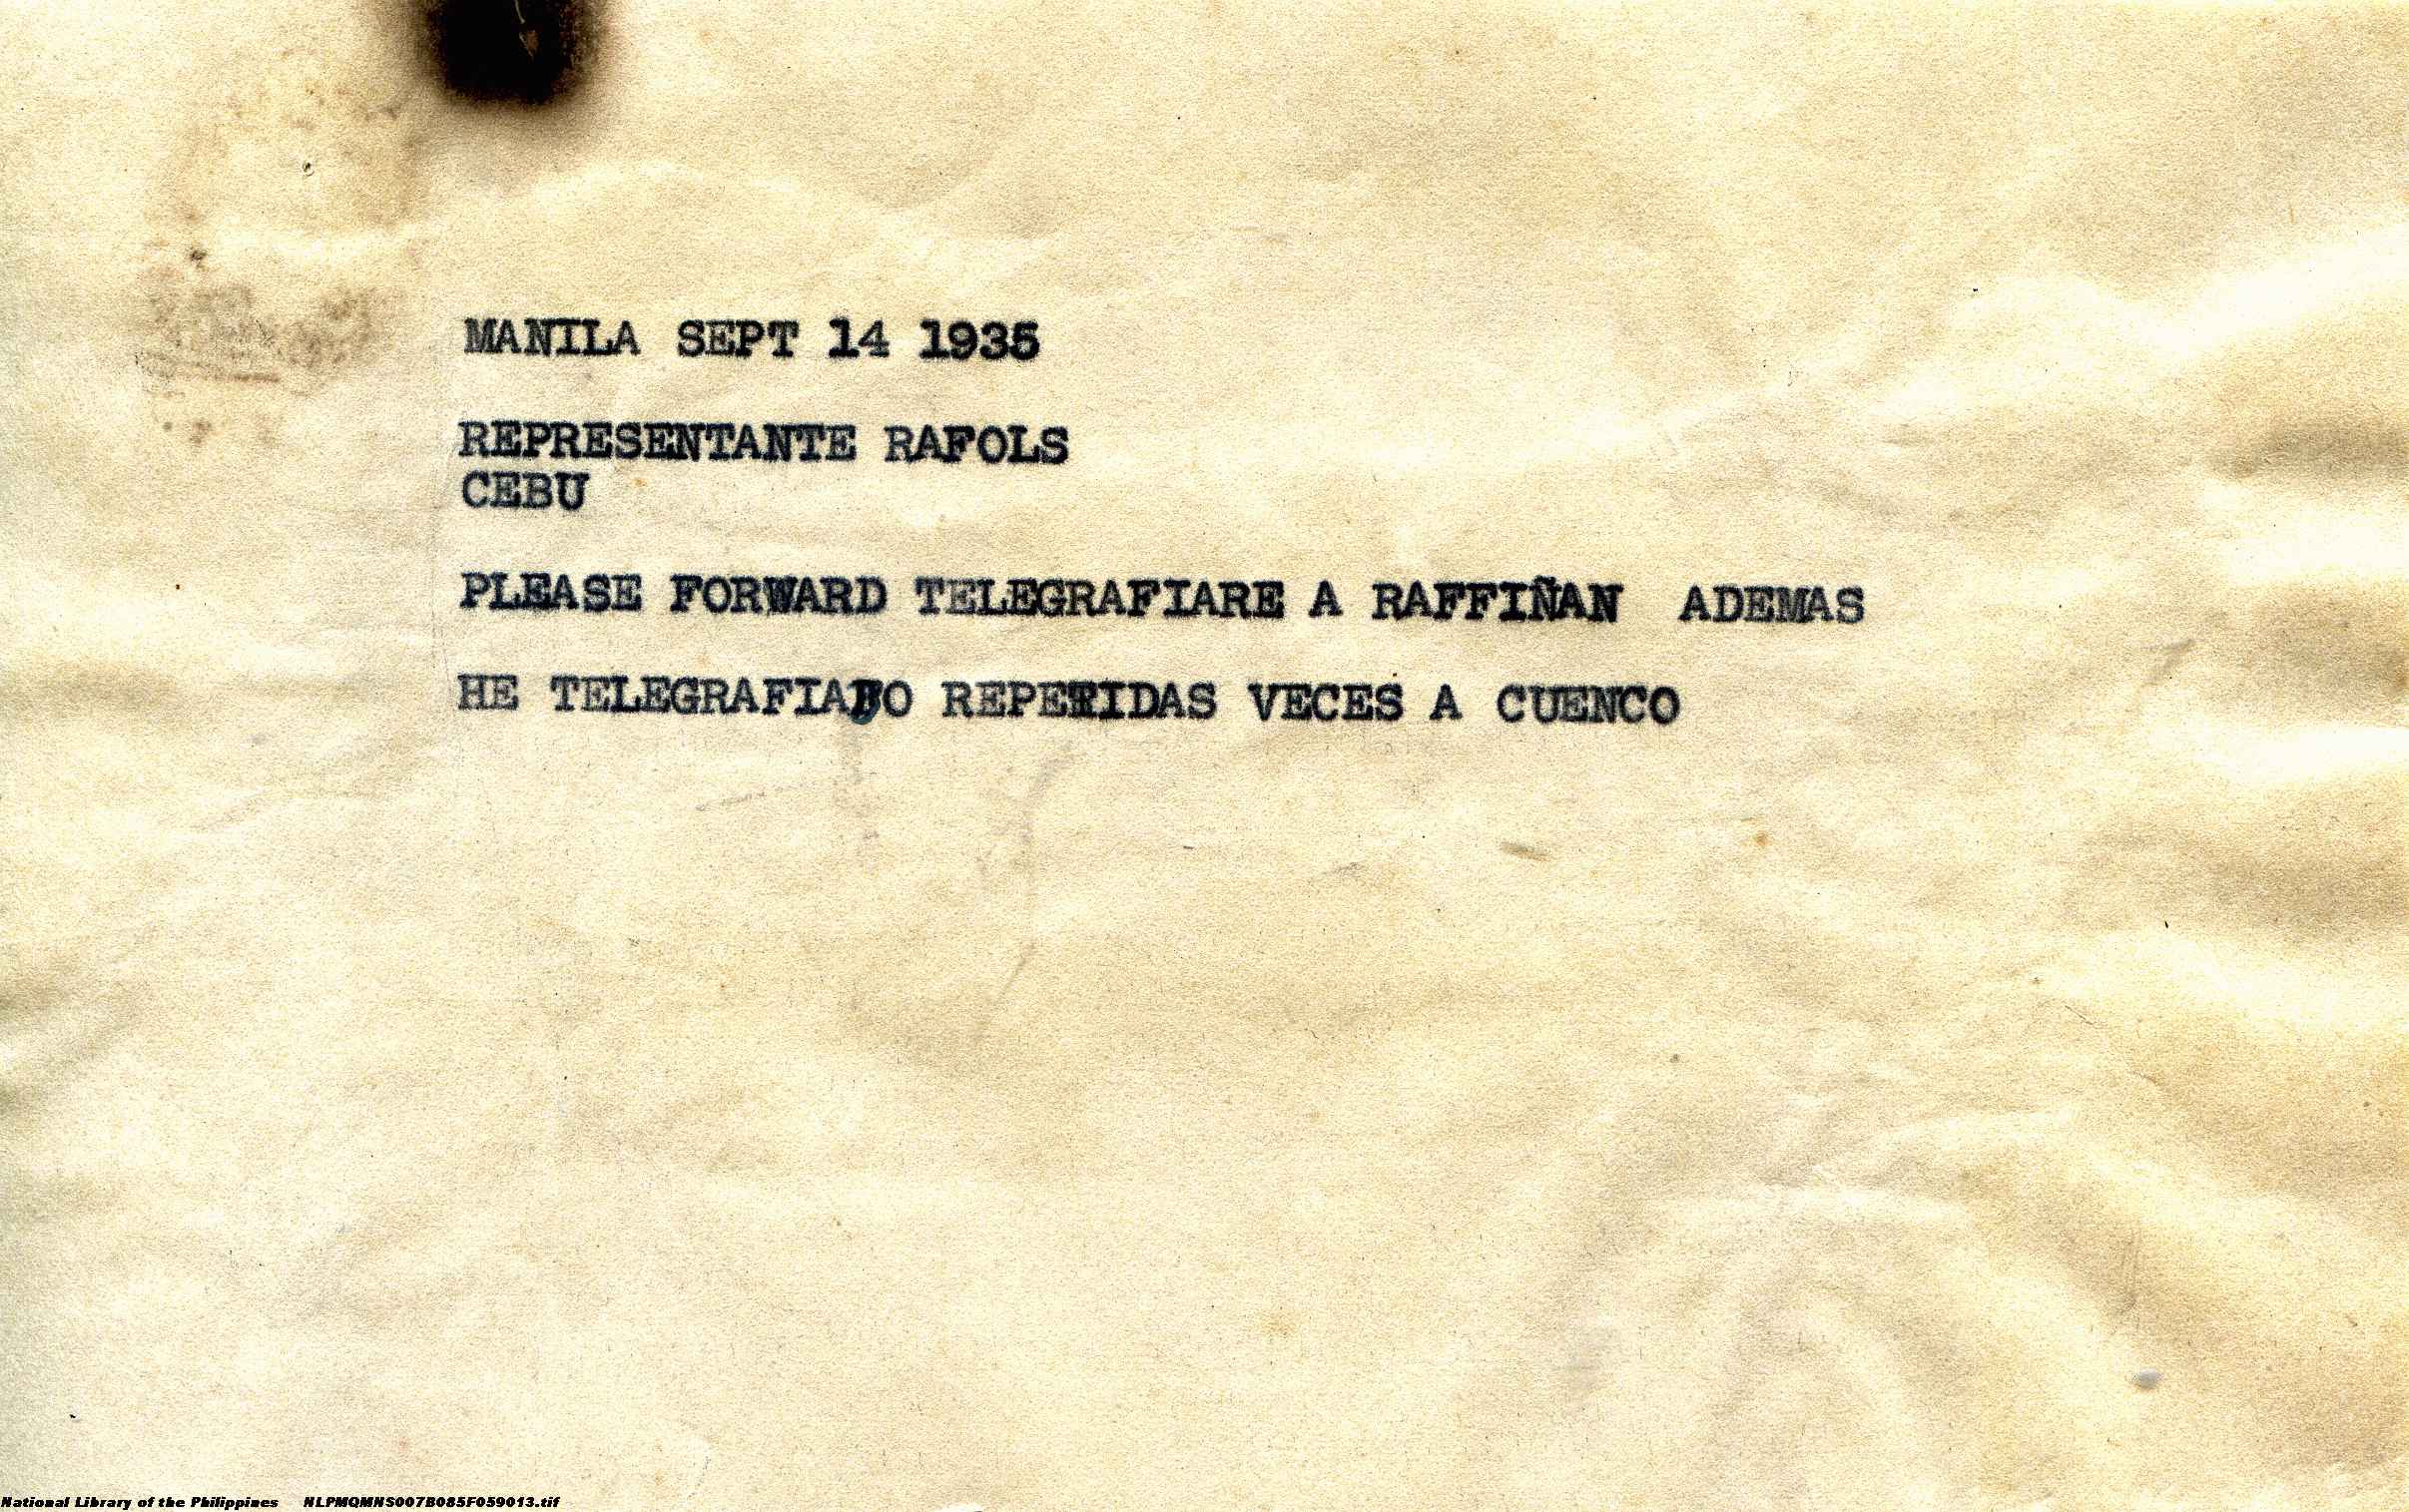 MANILA SEPT 14 1935
REPRESENTANTE RAFOLS
CEBU
PLEASE FORWARD TELEGRAFIARE A RAFFIÑAN ADEMAS
HE TELEGRAFIADO REPETIDAS VECES A CUENCO
National Library of the Philippines NLPMQMNS007B085F059013.tif